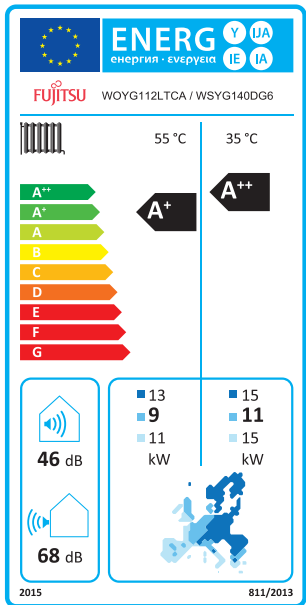 ENERG
енергия · ενεργεια
Y IJA
IE IA
FUJITSU
WOYG112LTCA / WSYG140DG6
55 °C 35 °C
A++
A+
A
B
C
D
E
F
G
A+
A++
46 dB
68 dB
13
9
11
kW
15
11
15
kW
2015 811/2013